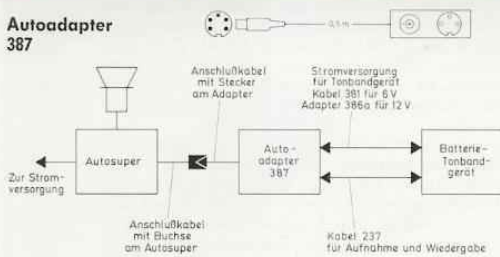 Autoadapter
387
0,5 m
Anschlußkabel
mit Stecker
am Adapter
Stromversorgung
für Tonbandgerät
Kabel 381 für 6 V
Adapter 386a für 12 V
Autosuper
Auto-
adapter
387
Batterie-
Tonband-
gerät
Zur Strom-
versorgung
Anschlußkabel
mit Buchse
am Autosuper
Kabel 237
für Aufnahme und Wiedergabe